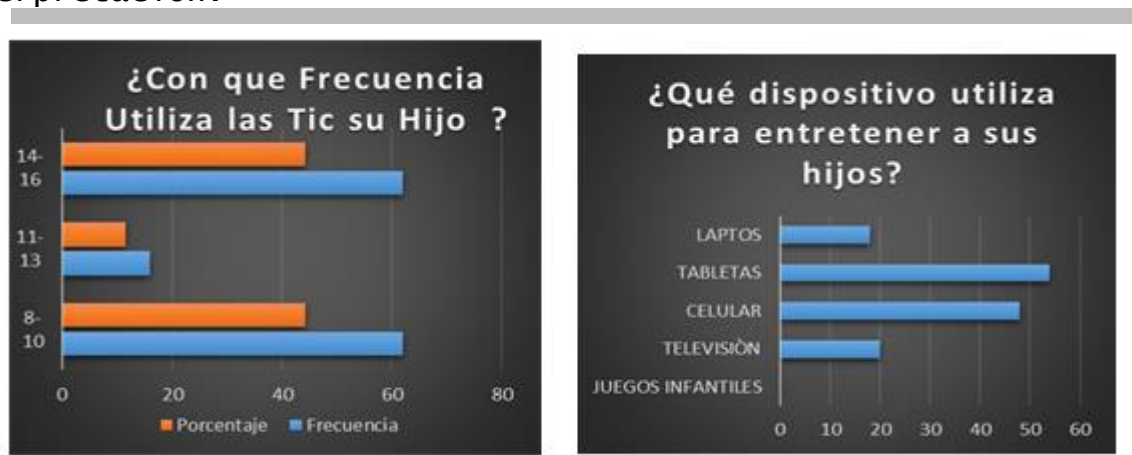 ¿Con que Frecuencia
Utiliza las Tic su Hijo ?
14-
16
11-
13
8-
10
0 20 40 60 80
Porcentaje Frecuencia
¿Qué dispositivo utiliza
para entretener a sus
hijos?
LAPTOS
TABLETAS
CELULAR
TELEVISIÒN
JUEGOS INFANTILES
0 10 20 30 40 50 60